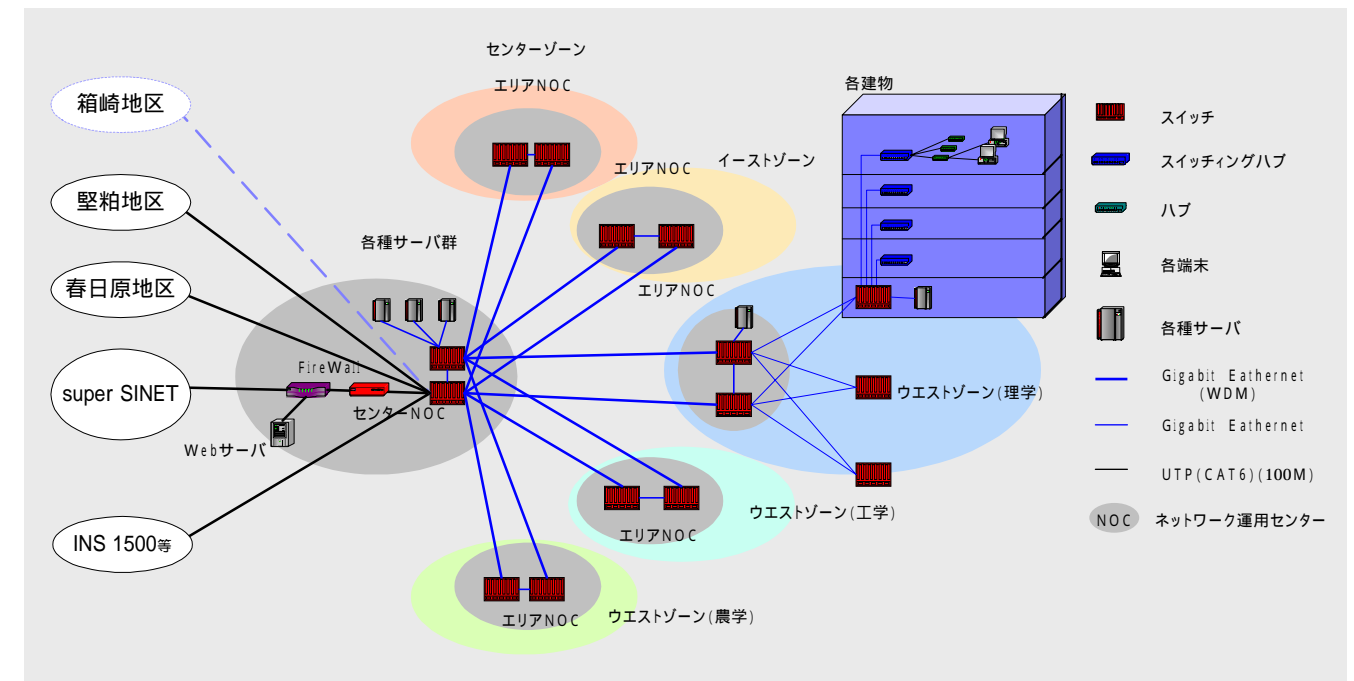 センターゾーン
エリアNOC
箱崎地区
堅粕地区
春日原地区
super SINET
INS 1500等
各種サーバ群
FireWall
センターNOC
Webサーバ
エリアNOC
イーストゾーン
エリアNOC
各建物
ウエストゾーン(理学)
ウエストゾーン(工学)
エリアNOC
エリアNOC
ウエストゾーン(農学)
スイッチ
スイッチィングハブ
ハブ
各端末
各種サーバ
Gigabit Eathernet
(WDM)
Gigabit Eathernet
UTP(CAT6)(100M)
NOC ネットワーク運用センター